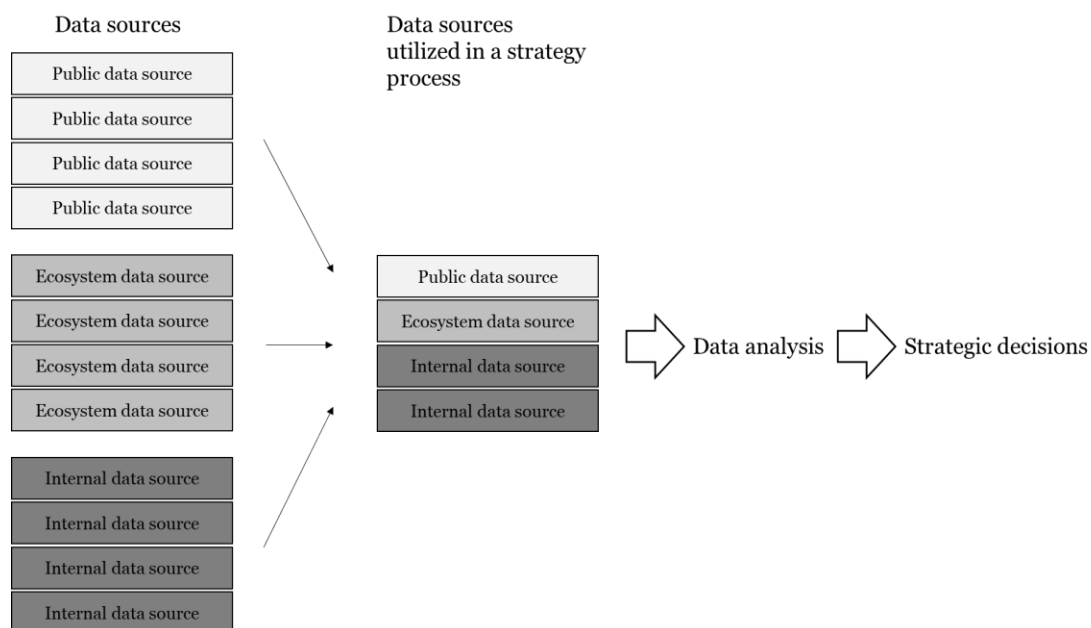 Data sources
Public data source
Public data source
Public data source
Public data source
Ecosystem data source
Ecosystem data source
Ecosystem data source
Ecosystem data source
Internal data source
Internal data source
Internal data source
Internal data source
Data sources
utilized in a strategy
process
Public data source
Ecosystem data source
Internal data source
Internal data source
Data analysis
Strategic decisions